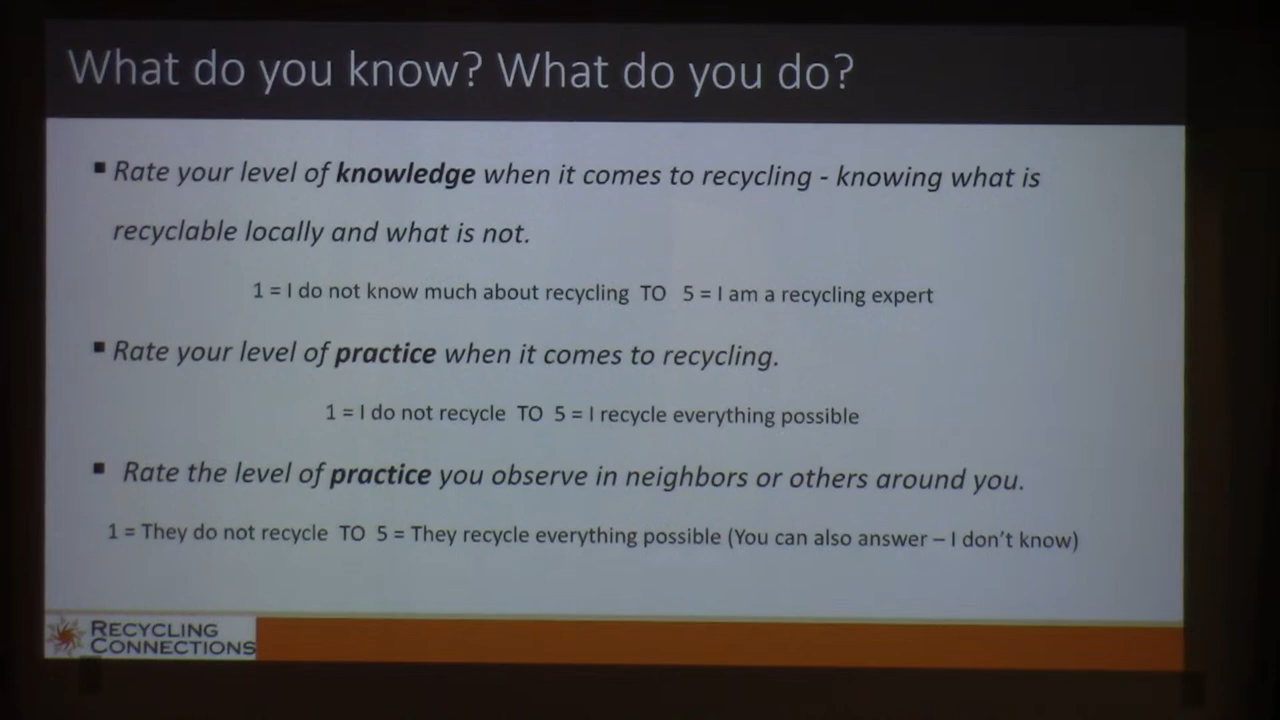 What do you know? What do you do?
▪ Rate your level of knowledge when it comes to recycling - knowing what is
recyclable locally and what is not.
1 = I do not know much about recycling TO 5 = I am a recycling expert
▪ Rate your level of practice when it comes to recycling.
1 = I do not recycle TO 5 = I recycle everything possible
▪ Rate the level of practice you observe in neighbors or others around you.
1 = They do not recycle TO 5 = They recycle everything possible (You can also answer – I don't know)
RECYCLING
CONNECTIONS